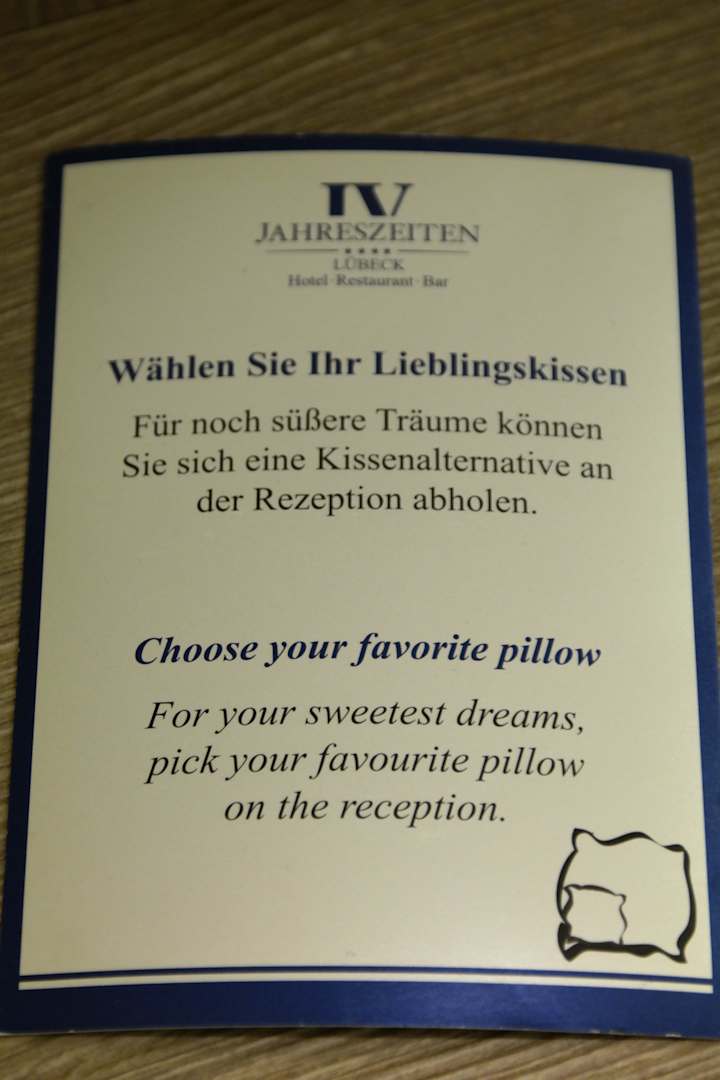 IV
JAHRESZEITEN
★★★★
LÜBECK
Hotel · Restaurant · Bar
Wählen Sie Ihr Lieblingskissen
Für noch süßere Träume können
Sie sich eine Kissenalternative an
der Rezeption abholen.
Choose your favorite pillow
For your sweetest dreams,
pick your favourite pillow
on the reception.